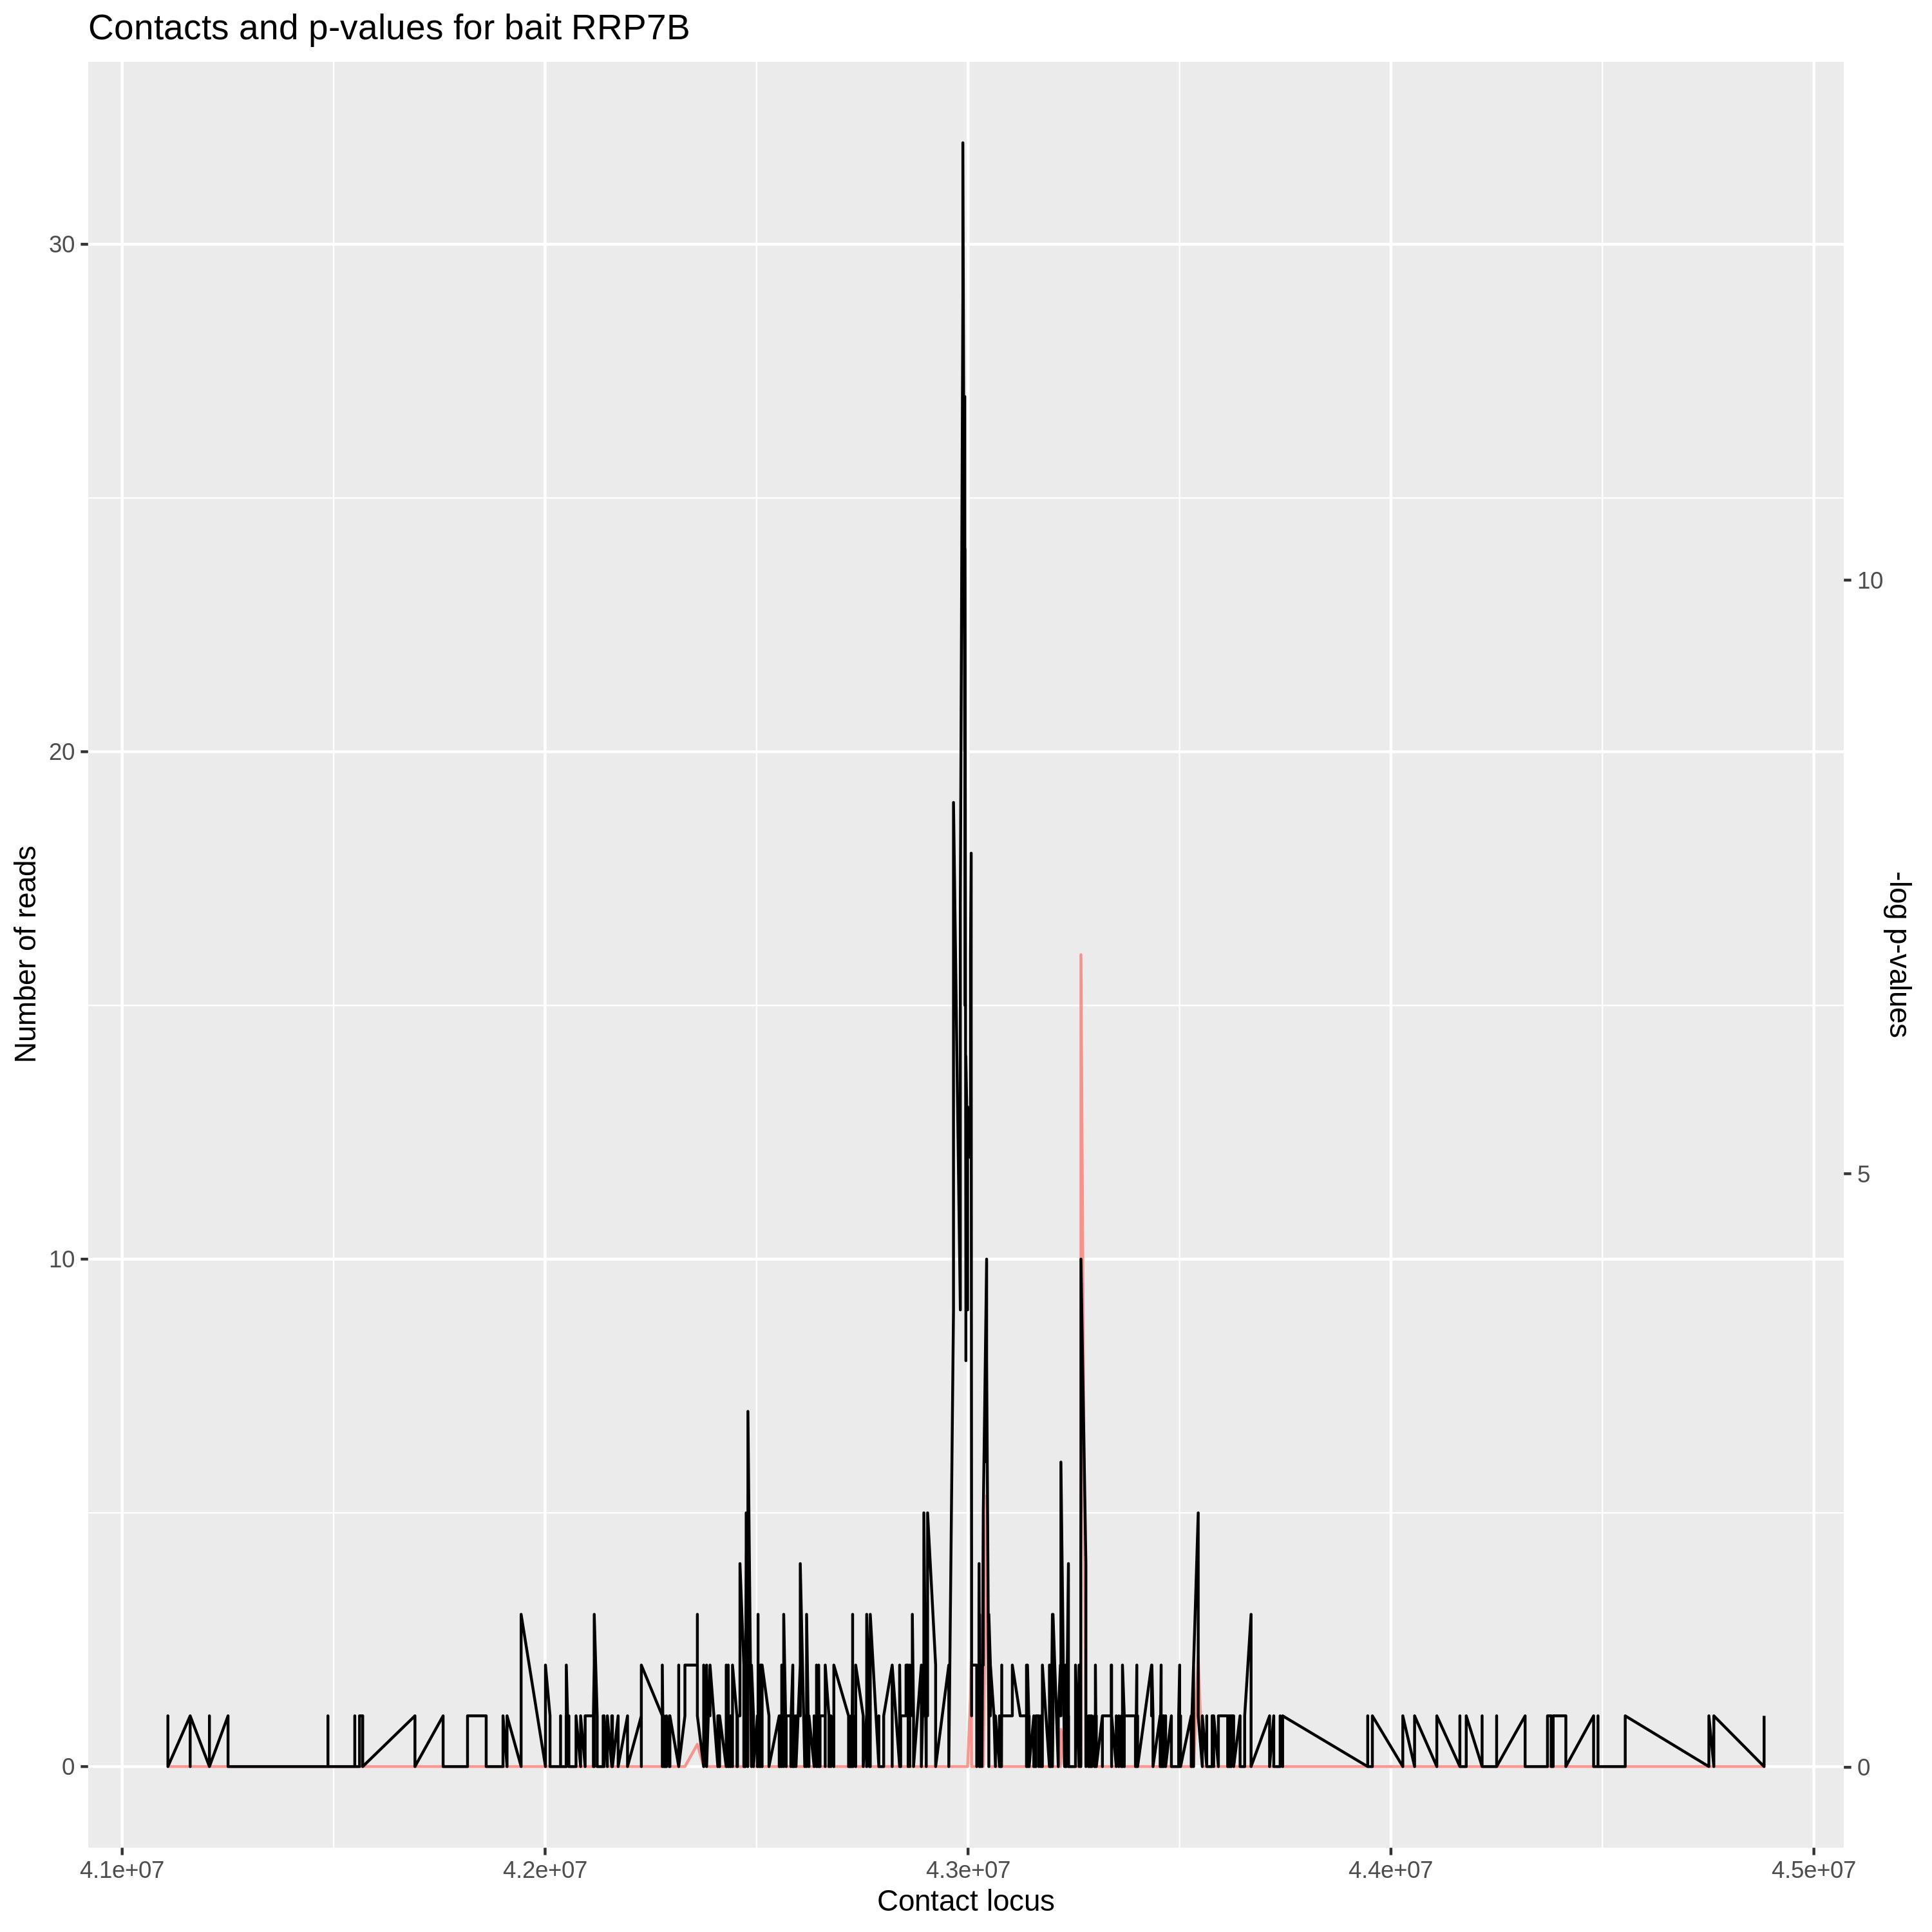 Contacts and p-values for bait RRP7B
30
20
10
0
Number of reads
10
5
0
-log p-values
4.1e+07 4.2e+07 4.3e+07 4.4e+07 4.5e+07
Contact locus